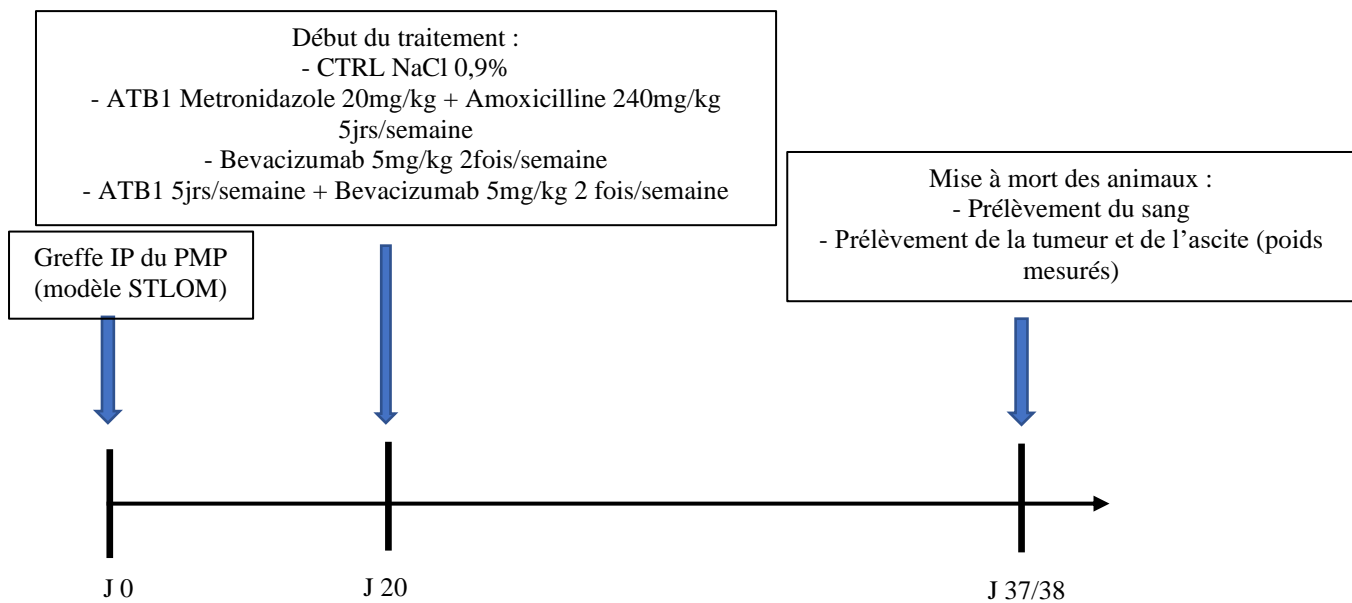 Début du traitement :
- CTRL NaCl 0,9%
- ATB1 Metronidazole 20mg/kg + Amoxicilline 240mg/kg
5jrs/semaine
- Bevacizumab 5mg/kg 2fois/semaine
- ATB1 5jrs/semaine + Bevacizumab 5mg/kg 2 fois/semaine
Mise à mort des animaux :
- Prélèvement du sang
- Prélèvement de la tumeur et de l’ascite (poids
mesurés)
Greffe IP du PMP
(modèle STLOM)
J 0
J 20
J 37/38